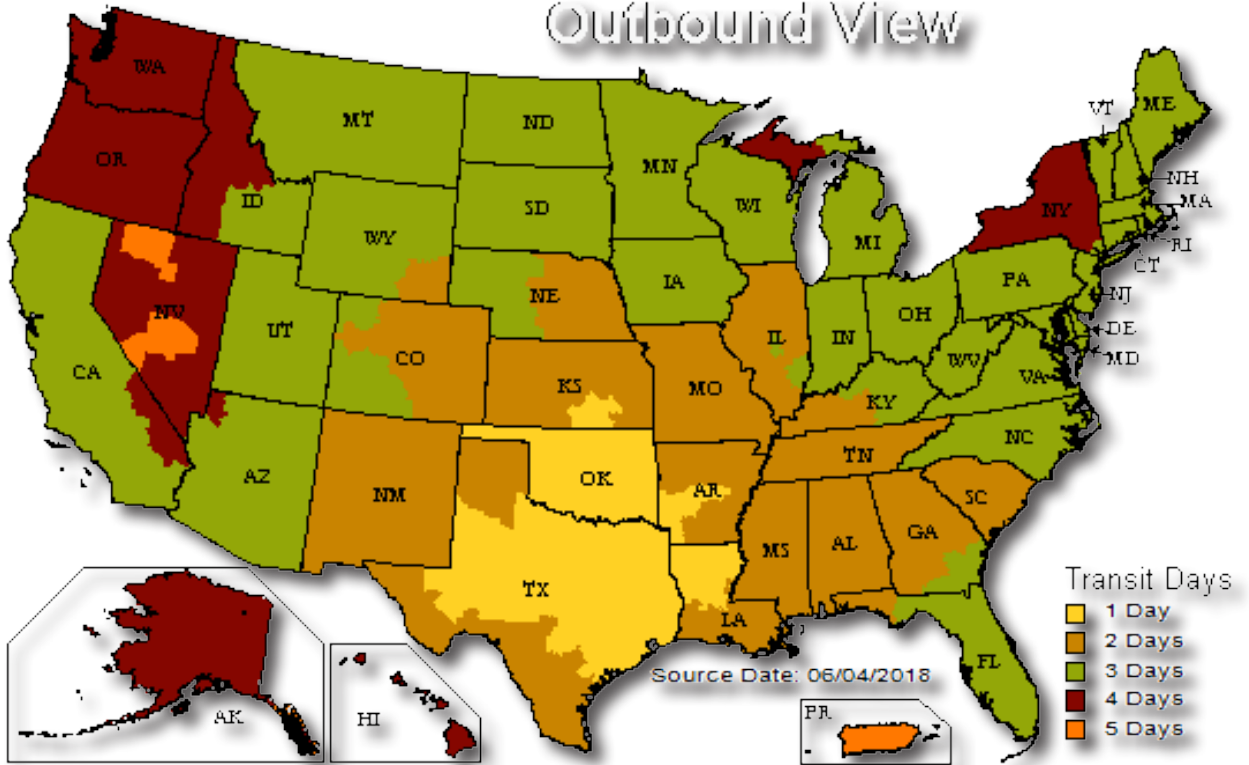 Outbound View
WA
MT
ND
MN
VT
ME
OR
ID
SD
WI
NH
MA
NY
WY
MI
RI
CT
IA
PA
NE
NJ
NV
UT
OH
IL
IN
DE
CO
WV
MD
CA
KS
MO
VA
KY
NC
TN
AZ
OK
AR
NM
SC
GA
MS
AL
TX
LA
FL
Transit Days
1 Day
2 Days
3 Days
4 Days
5 Days
Source Date: 06/04/2018
AK
HI
PR